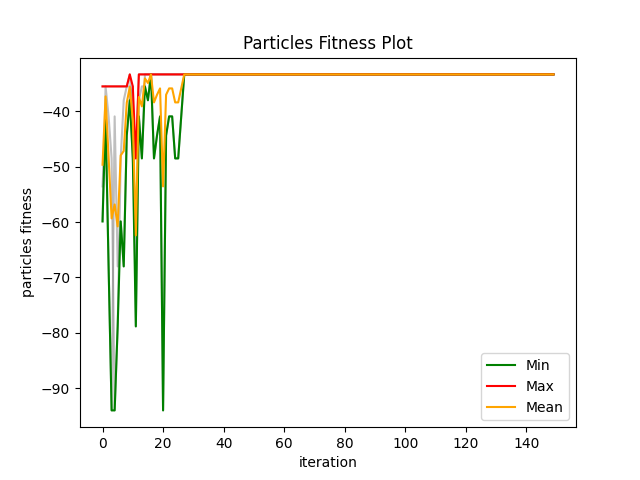 Particles Fitness Plot
particles fitness
−40
−50
−60
−70
−80
−90
0 20 40 60 80 100 120 140
iteration
Min
Max
Mean